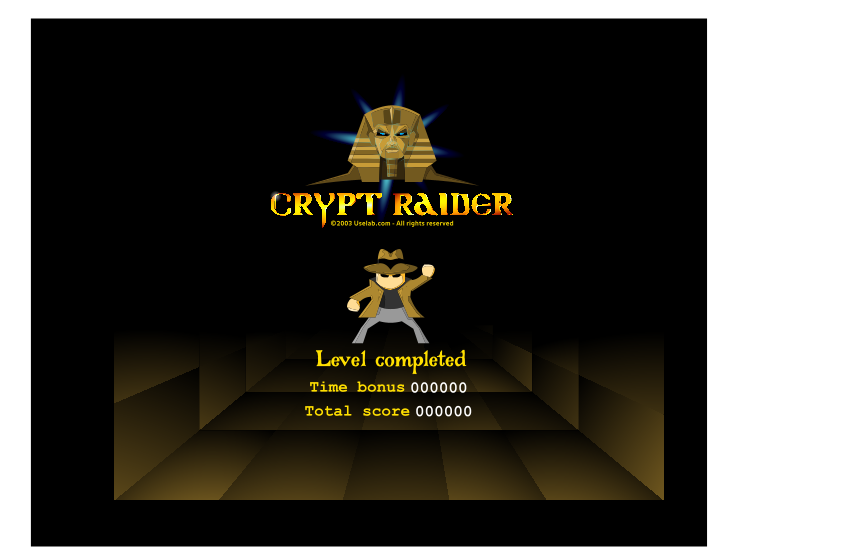 CRYPT RAIDER
©2003 Uselab.com - All rights reserved
Level completed
Time bonus 000000
Total score 000000